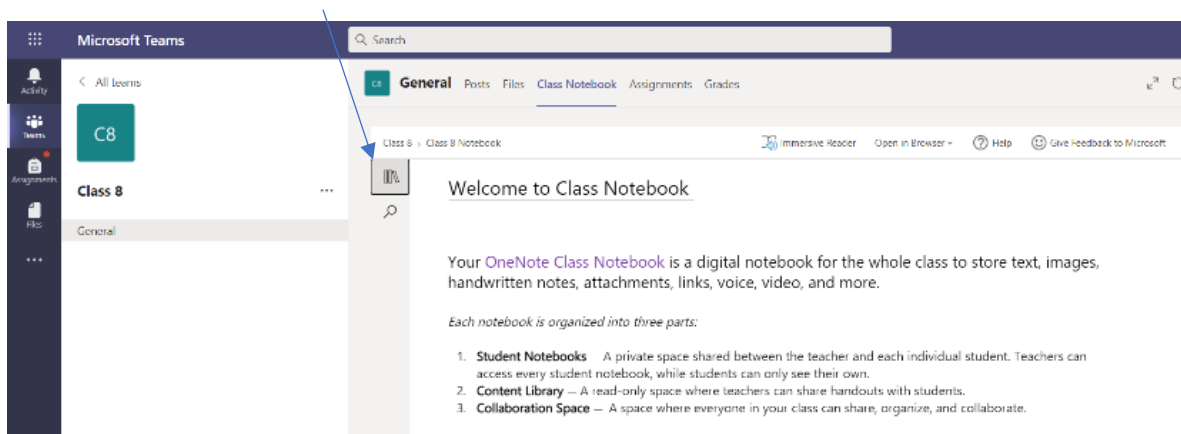 Microsoft Teams
Search
Activity
Teams
Assignments
Files
All teams
C8
Class 8
...
General
C8 General Posts Files Class Notebook Assignments Grades
Class 8 > Class 8 Notebook
Immersive Reader Open in Browser Help Give Feedback to Microsoft
Welcome to Class Notebook
Your OneNote Class Notebook is a digital notebook for the whole class to store text, images,
handwritten notes, attachments, links, voice, video, and more.
Each notebook is organized into three parts:
1. Student Notebooks — A private space shared between the teacher and each individual student. Teachers can
access every student notebook, while students can only see their own.
2. Content Library — A read-only space where teachers can share handouts with students.
3. Collaboration Space — A space where everyone in your class can share, organize, and collaborate.